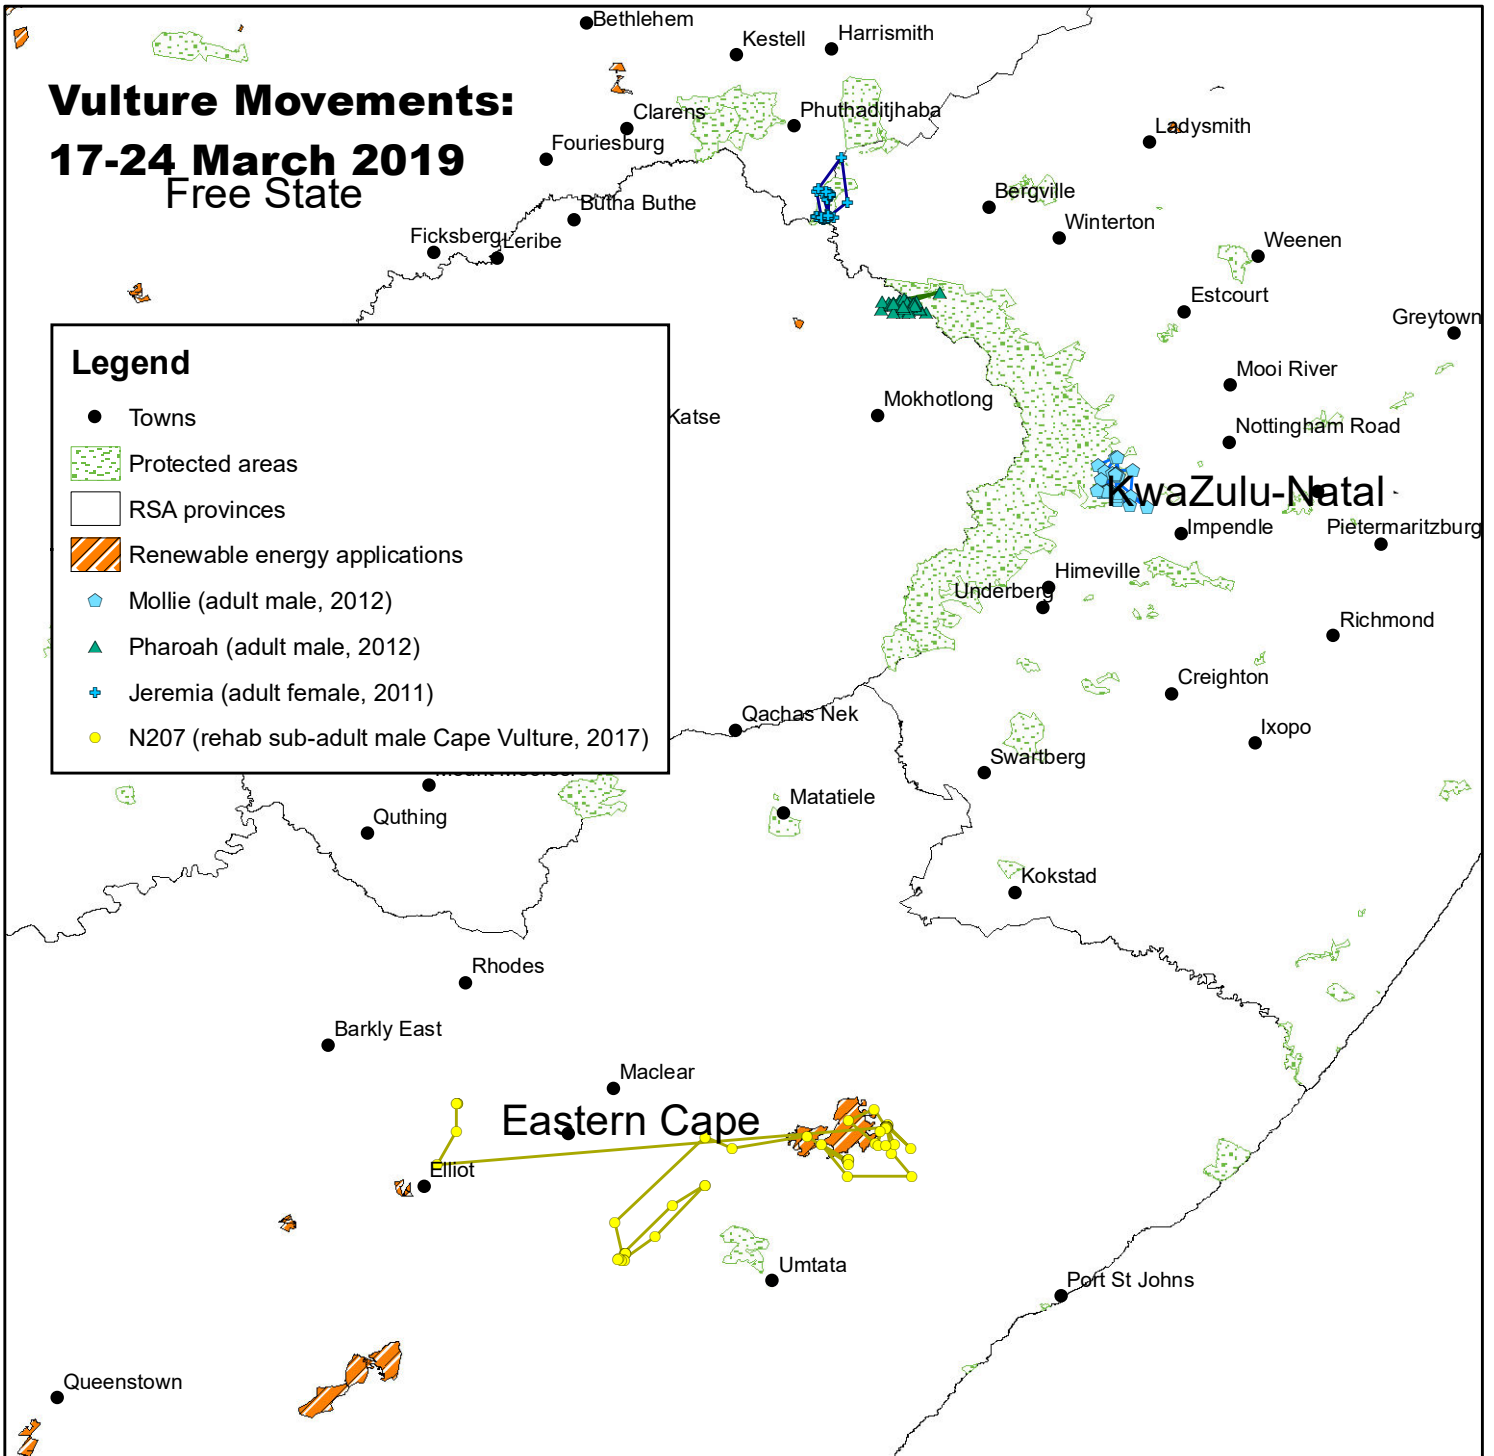 Bethlehem
Kestell
Harrismith
Vulture Movements:
17-24 March 2019
Free State
Clarens
Phuthaditjhaba
Ladysmith
Fouriesburg
Butha Buthe
Bergville
Winterton
Ficksberg
Leribe
Weenen
Estcourt
Greytown
Legend
Towns
Protected areas
RSA provinces
Renewable energy applications
Mollie (adult male, 2012)
Pharoah (adult male, 2012)
Jeremia (adult female, 2011)
N207 (rehab sub-adult male Cape Vulture, 2017)
Mooi River
Katse
Mokhotlong
Nottingham Road
KwaZulu-Natal
Impendle
Pietermaritzburg
Himeville
Underberg
Richmond
Creighton
Qachas Nek
Ixopo
Swartberg
Matatiele
Quthing
Kokstad
Rhodes
Barkly East
Maclear
Eastern Cape
Elliot
Umtata
Port St Johns
Queenstown